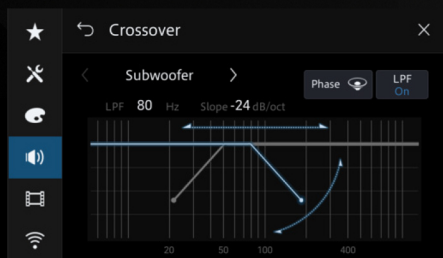 Crossover
Subwoofer
Phase
LPF
On
LPF 80 Hz Slope -24 dB/oct
20 50 100 400